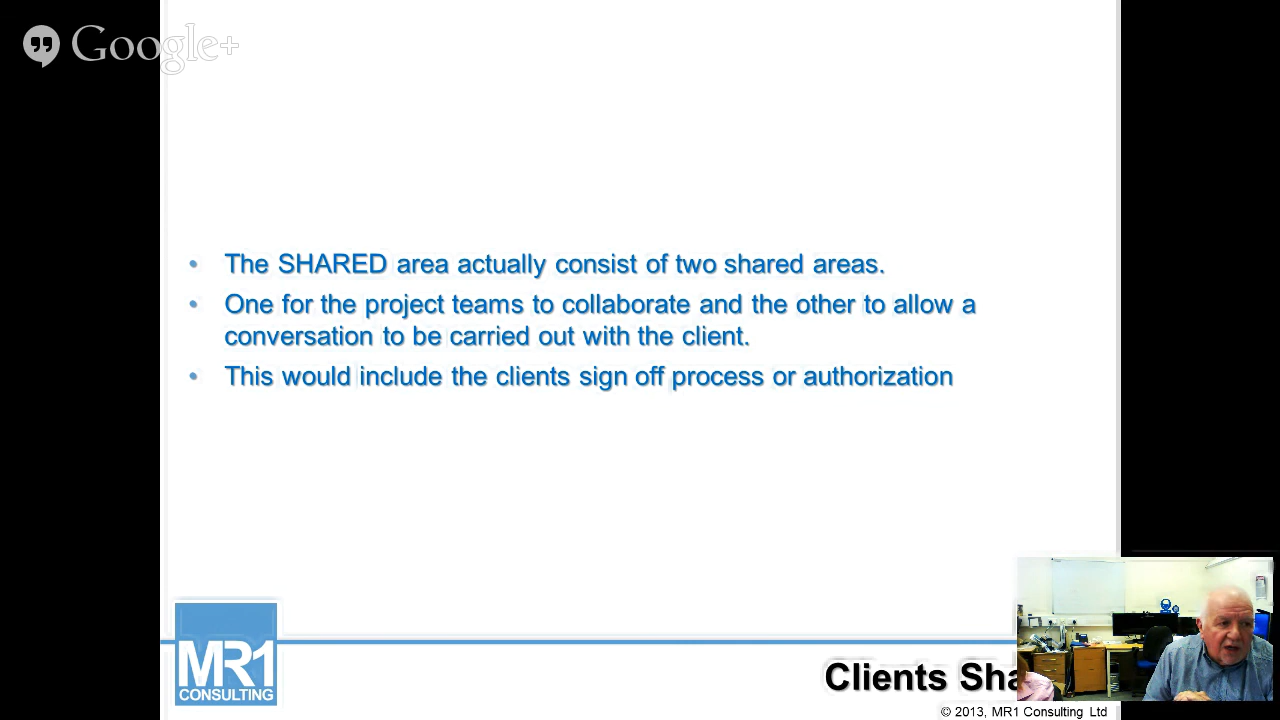 Google+
• The SHARED area actually consist of two shared areas.
• One for the project teams to collaborate and the other to allow a
conversation to be carried out with the client.
• This would include the clients sign off process or authorization
MR1
CONSULTING
Clients Sha
© 2013, MR1 Consulting Ltd